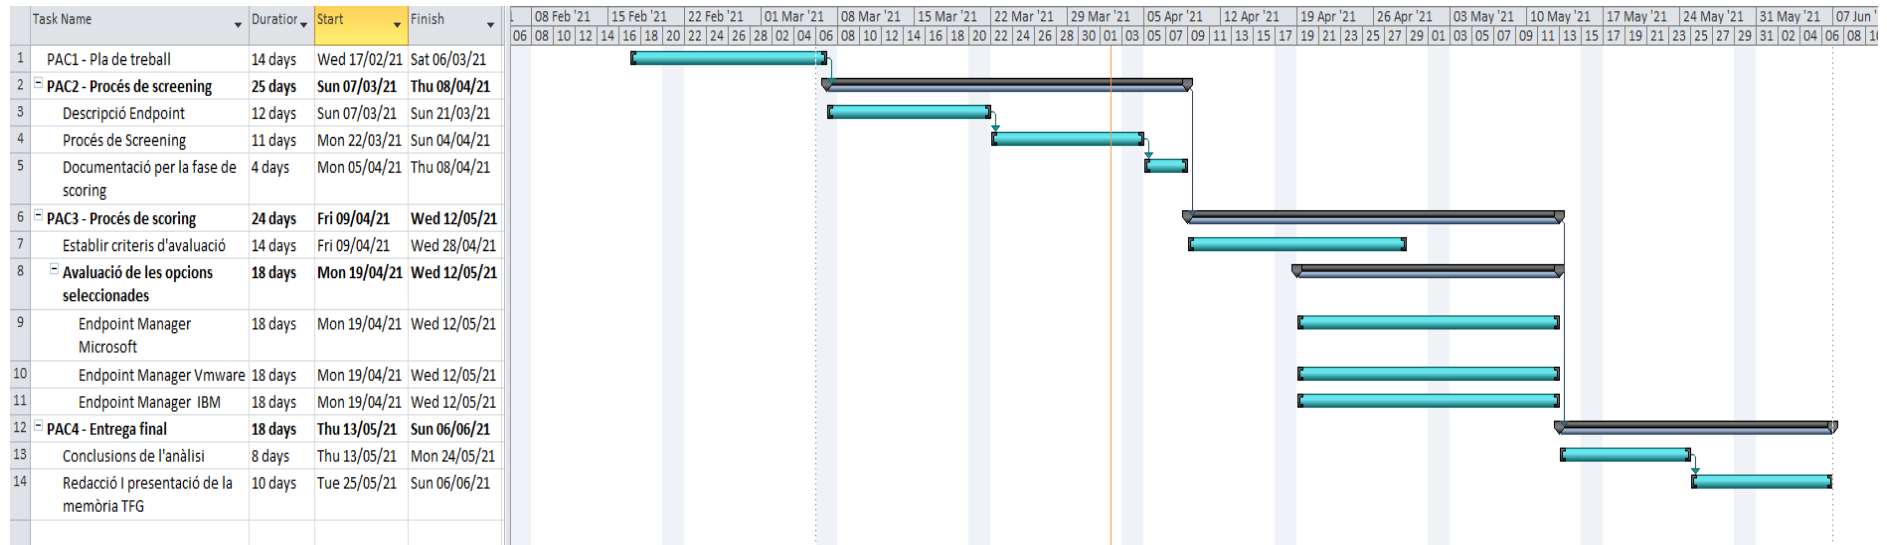 Task Name Duration Start Finish
08 Feb '21 15 Feb '21 22 Feb '21 01 Mar '21 08 Mar '21 15 Mar '21 22 Mar '21 29 Mar '21 05 Apr '21 12 Apr '21 19 Apr '21 26 Apr '21 03 May '21 10 May '21 17 May '21 24 May '21 31 May '21 07 Jun '
06 08 10 12 14 16 18 20 22 24 26 28 02 04 06 08 10 12 14 16 18 20 22 24 26 28 30 01 03 05 07 09 11 13 15 17 19 21 23 25 27 29 01 03 05 07 09 11 13 15 17 19 21 23 25 27 29 31 02 04 06 08 10
1 PAC1 - Pla de treball 14 days Wed 17/02/21 Sat 06/03/21
2 PAC2 - Procés de screening 25 days Sun 07/03/21 Thu 08/04/21
3 Descripció Endpoint 12 days Sun 07/03/21 Sun 21/03/21
4 Procés de Screening 11 days Mon 22/03/21 Sun 04/04/21
5 Documentació per la fase de 4 days Mon 05/04/21 Thu 08/04/21
scoring
6 PAC3 - Procés de scoring 24 days Fri 09/04/21 Wed 12/05/21
7 Establir criteris d'avaluació 14 days Fri 09/04/21 Wed 28/04/21
8 Avaluació de les opcions 18 days Mon 19/04/21 Wed 12/05/21
seleccionades
9 Endpoint Manager 18 days Mon 19/04/21 Wed 12/05/21
Microsoft
10 Endpoint Manager Vmware 18 days Mon 19/04/21 Wed 12/05/21
11 Endpoint Manager IBM 18 days Mon 19/04/21 Wed 12/05/21
12 PAC4 - Entrega final 18 days Thu 13/05/21 Sun 06/06/21
13 Conclusions de l'anàlisi 8 days Thu 13/05/21 Mon 24/05/21
14 Redacció I presentació de la 10 days Tue 25/05/21 Sun 06/06/21
memòria TFG